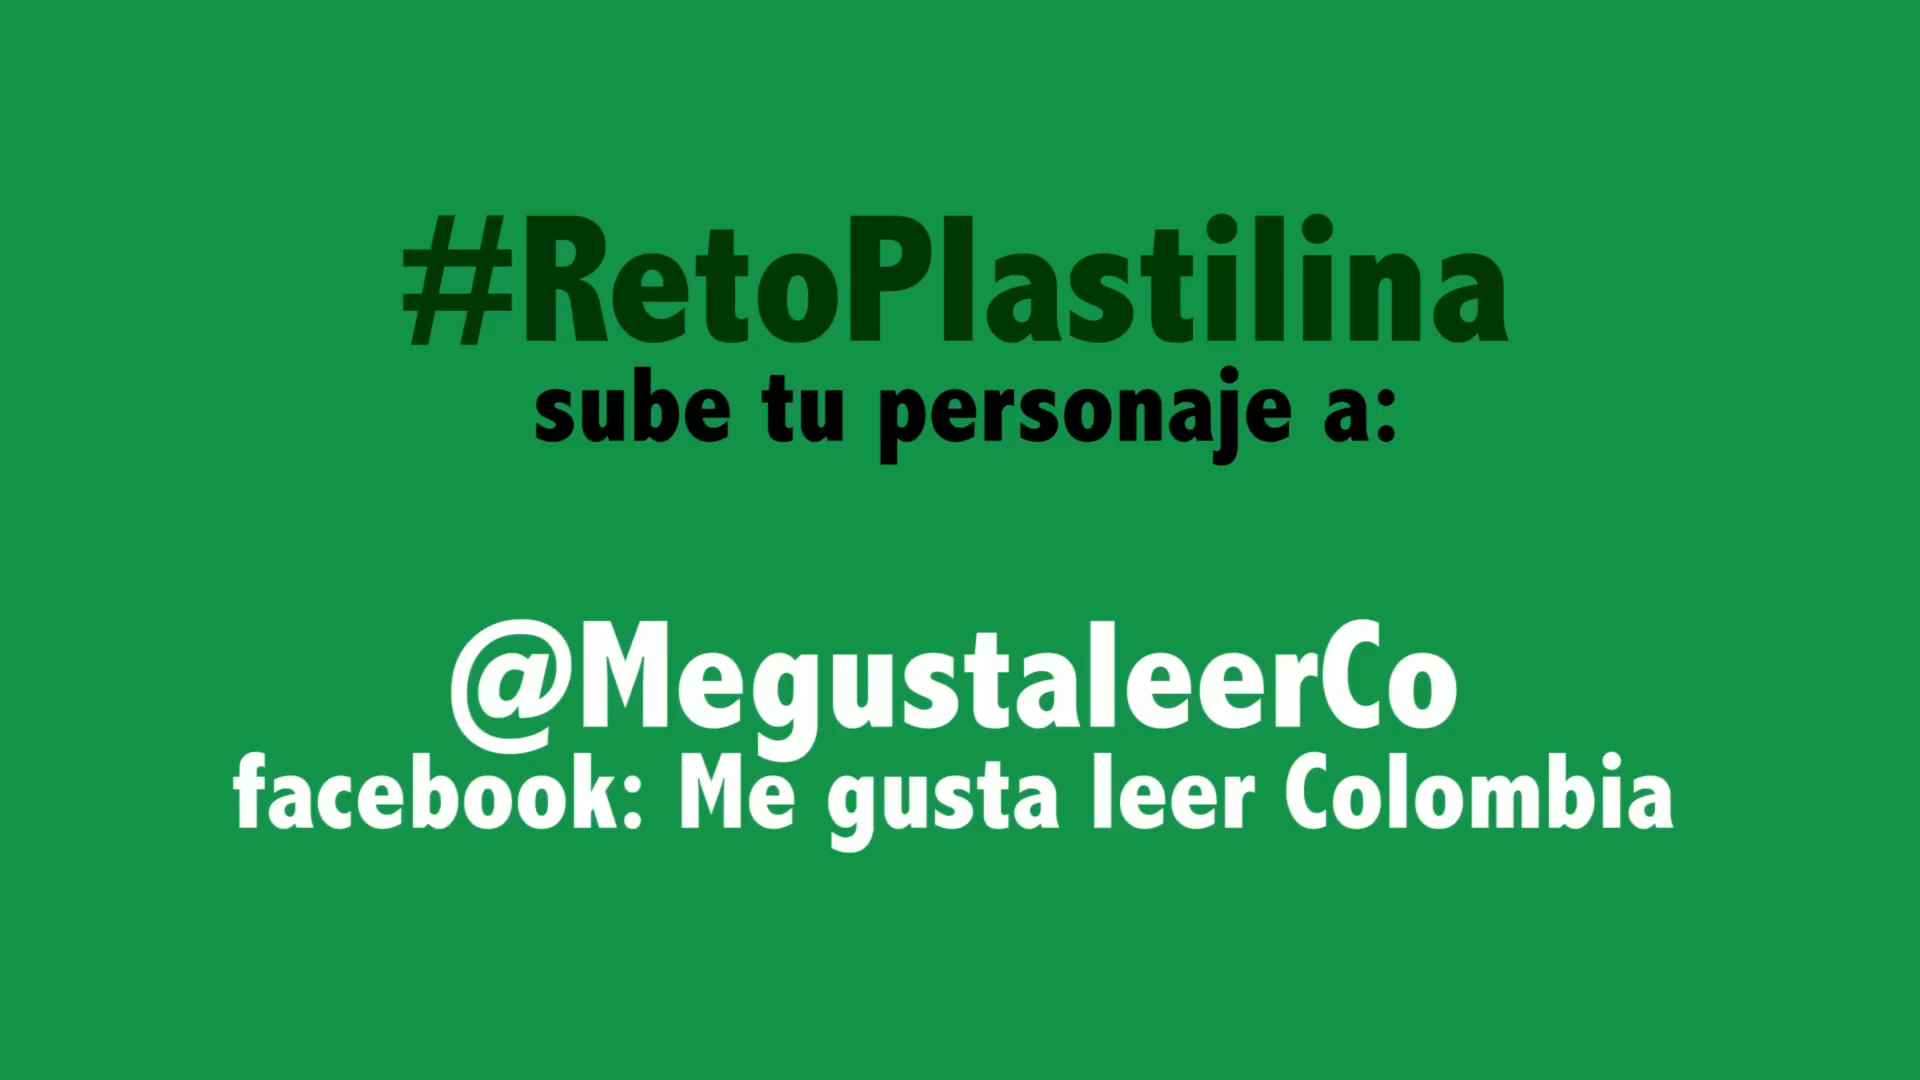 #RetoPlastilina
sube tu personaje a:
@MegustaleerCo
facebook: Me gusta leer Colombia